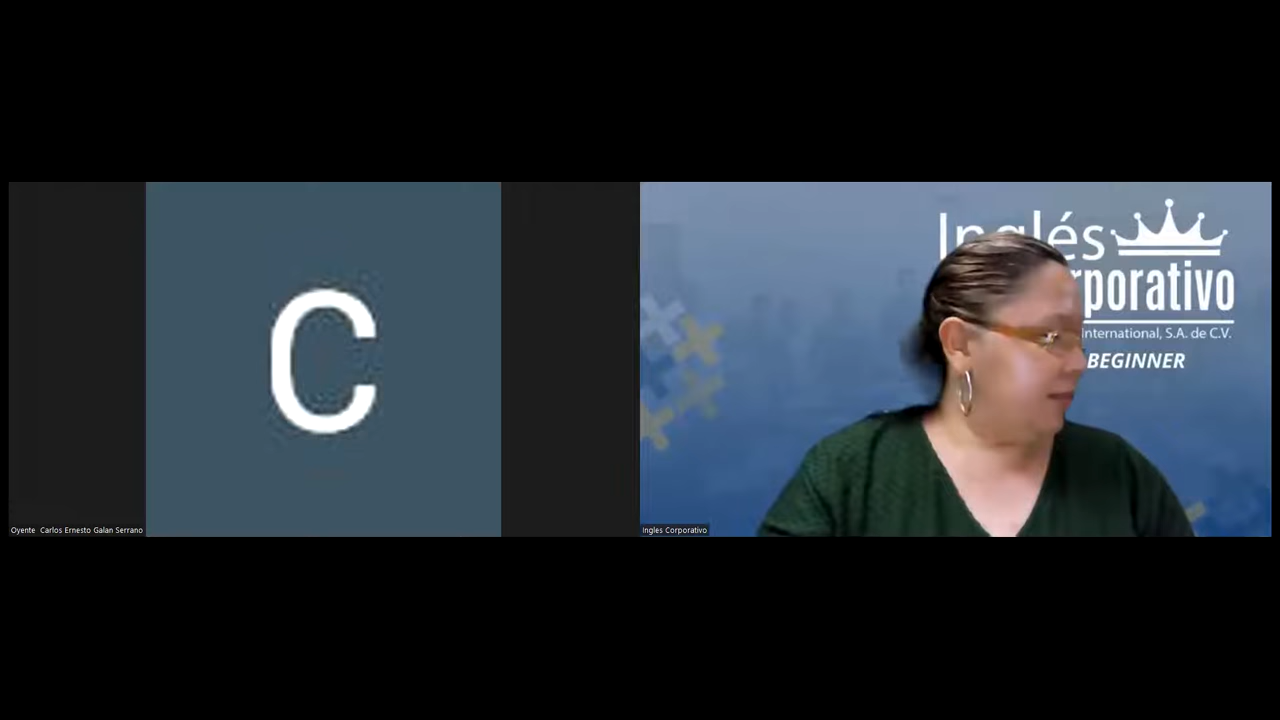 C
Oyente Carlos Ernesto Galan Serrano
Inglés
rporativo
International, S.A. de C.V.
BEGINNER
Ingles Corporativo